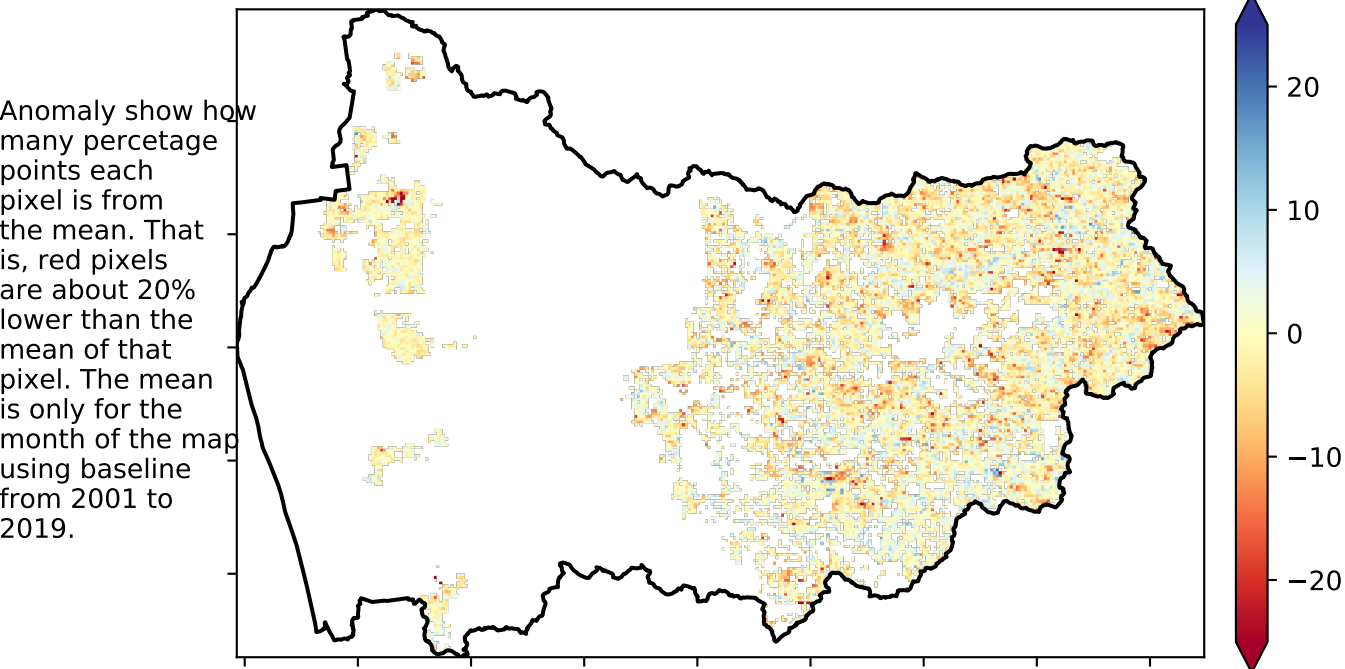 Anomaly show how
many percetage
points each
pixel is from
the mean. That
is, red pixels
are about 20%
lower than the
mean of that
pixel. The mean
is only for the
month of the map
using baseline
from 2001 to
2019.
20
10
0
−10
−20